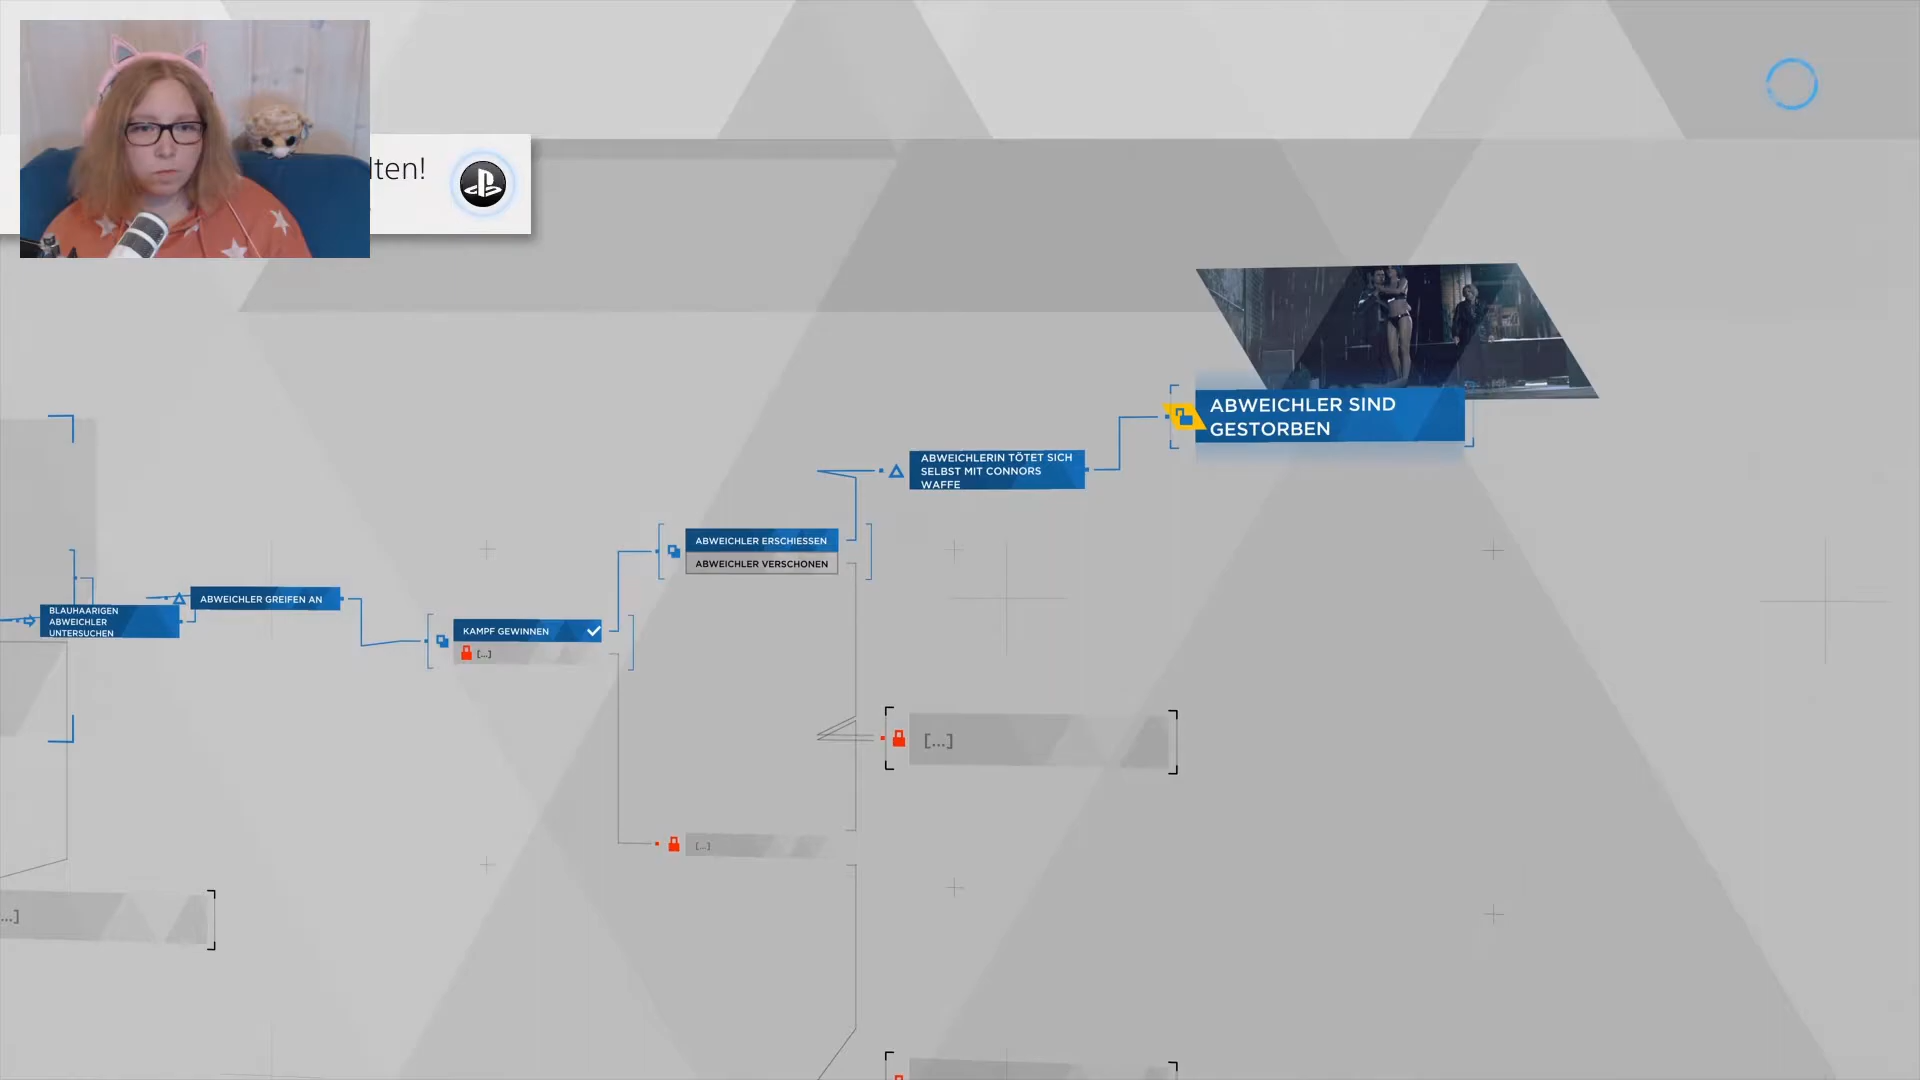 lten!
ABWEICHLER SIND
GESTORBEN
ABWEICHLERIN TÖTET SICH
SELBST MIT CONNORS
WAFFE
ABWEICHLER ERSCHIESSEN
ABWEICHLER VERSCHONEN
BLAUHAARIGEN
ABWEICHLER
UNTERSUCHEN
ABWEICHLER GREIFEN AN
KAMPF GEWINNEN
[...]
[...]
[...]
...]